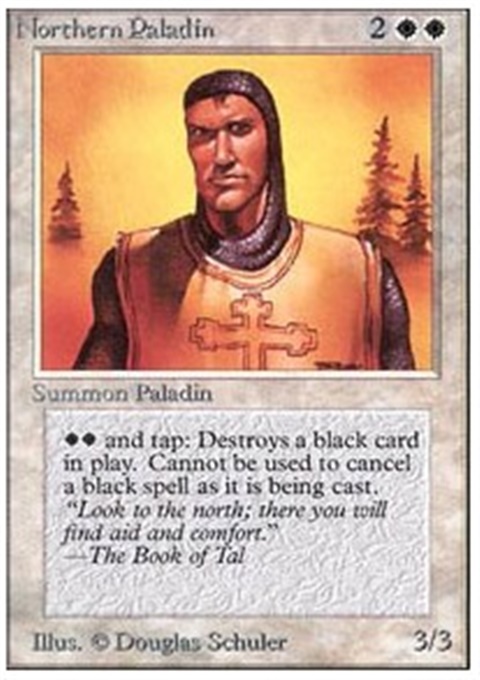 Northern Paladin 2
Summon Paladin
and tap: Destroys a black card
in play. Cannot be used to cancel
a black spell as it is being cast.
"Look to the north; there you will
find aid and comfort."
—The Book of Tal
Illus. © Douglas Schuler 3/3